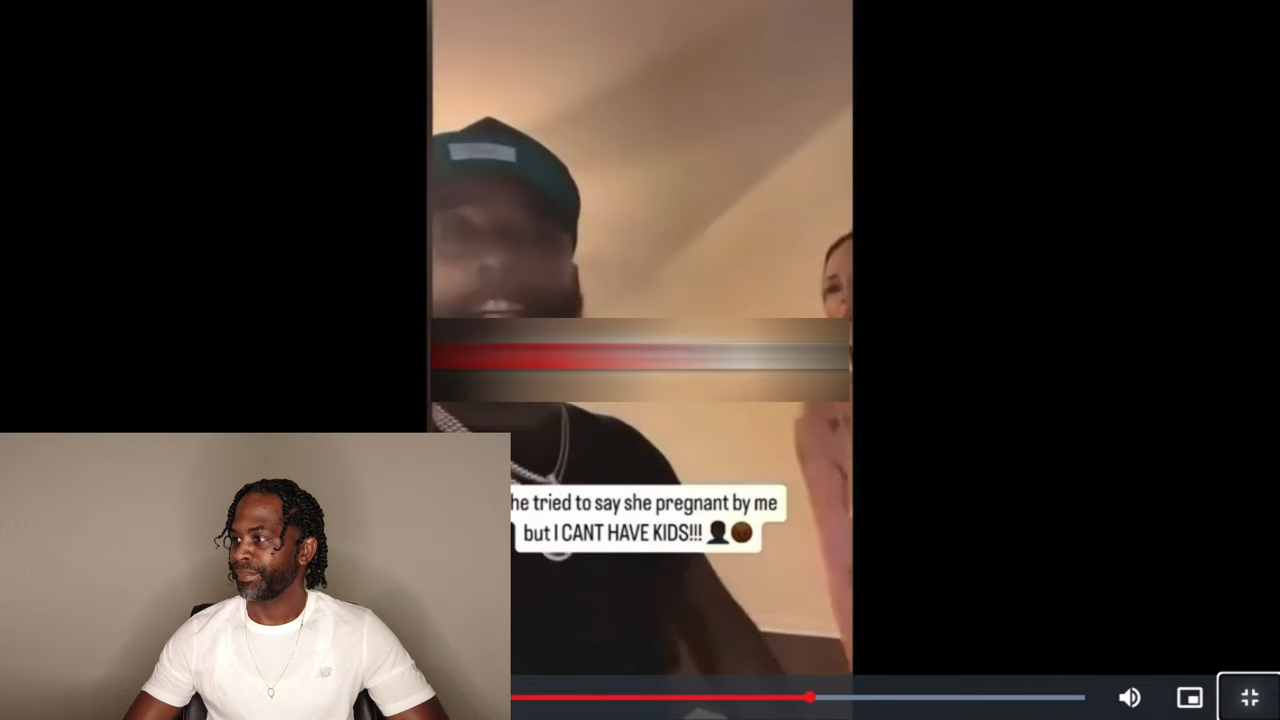 he tried to say she pregnant by me
but I CANT HAVE KIDS!!! 👤😡